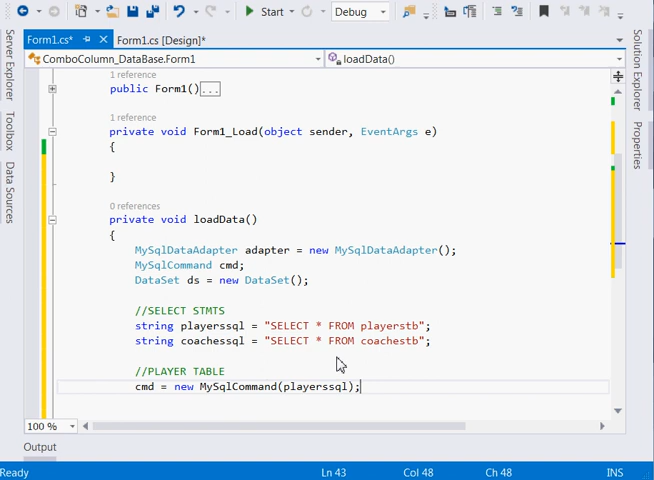 Start
Debug
Form1.cs*
Form1.cs [Design]*
ComboColumn_DataBase.Form1
loadData()
Server Explorer
Toolbox
Data Sources
Solution Explorer
Properties
1 reference
public Form1()...
1 reference
private void Form1_Load(object sender, EventArgs e)
{
}
0 references
private void loadData()
{
MySqlDataAdapter adapter = new MySqlDataAdapter();
MySqlCommand cmd;
DataSet ds = new DataSet();
//SELECT STMTS
string playerssql = "SELECT * FROM playerstb";
string coachessql = "SELECT * FROM coachestb";
//PLAYER TABLE
cmd = new MySqlCommand(playerssql);
100 %
Output
Ready
Ln 43
Col 48
Ch 48
INS